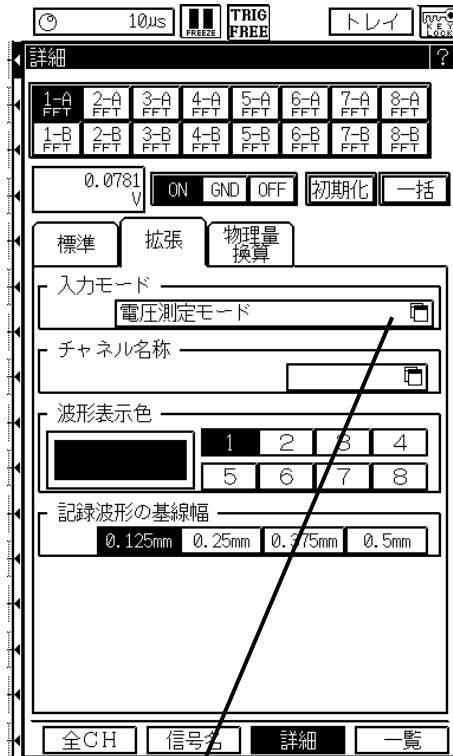 10μs FREEZE TRIG FREE トレイ KEY LOCK
詳細 ?
1-A FFT 2-A FFT 3-A FFT 4-A FFT 5-A FFT 6-A FFT 7-A FFT 8-A FFT
1-B FFT 2-B FFT 3-B FFT 4-B FFT 5-B FFT 6-B FFT 7-B FFT 8-B FFT
0.0781 V ON GND OFF 初期化 一括
標準 拡張 物理量換算
入力モード
電圧測定モード
チャネル名称
波形表示色
1 2 3 4
5 6 7 8
記録波形の基線幅
0.125mm 0.25mm 0.375mm 0.5mm
全CH 信号名 詳細 一覧